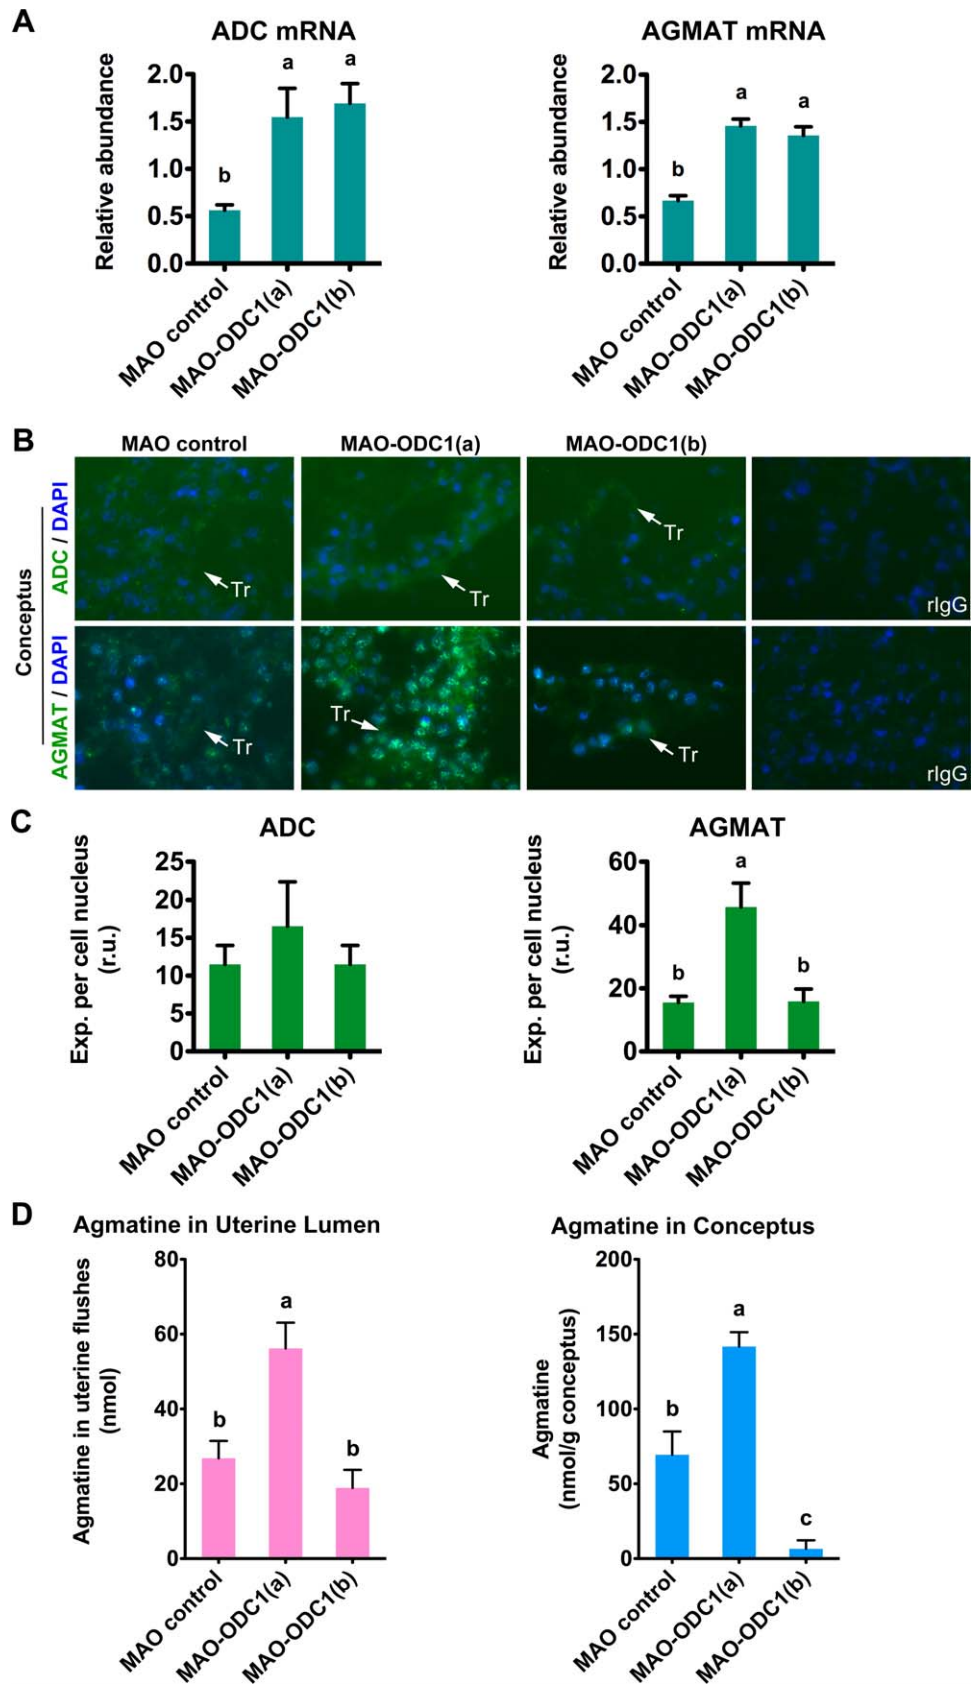 A
ADC mRNA
AGMAT mRNA
Relative abundance
2.0
1.5
1.0
0.5
0.0
b
a
a
MAO control
MAO-ODC1(a)
MAO-ODC1(b)
Relative abundance
2.0
1.5
1.0
0.5
0.0
b
a
a
MAO control
MAO-ODC1(a)
MAO-ODC1(b)
B
MAO control
MAO-ODC1(a)
MAO-ODC1(b)
Conceptus
ADC / DAPI
Tr
Tr
Tr
rIgG
AGMAT / DAPI
Tr
Tr
Tr
rIgG
C
ADC
AGMAT
Exp. per cell nucleus
(r.u.)
25
20
15
10
5
0
MAO control
MAO-ODC1(a)
MAO-ODC1(b)
Exp. per cell nucleus
(r.u.)
60
40
20
0
b
a
b
MAO control
MAO-ODC1(a)
MAO-ODC1(b)
D
Agmatine in Uterine Lumen
Agmatine in Conceptus
Agmatine in uterine flushes
(nmol)
80
60
40
20
0
b
a
b
MAO control
MAO-ODC1(a)
MAO-ODC1(b)
Agmatine
(nmol/g conceptus)
200
150
100
50
0
b
a
c
MAO control
MAO-ODC1(a)
MAO-ODC1(b)